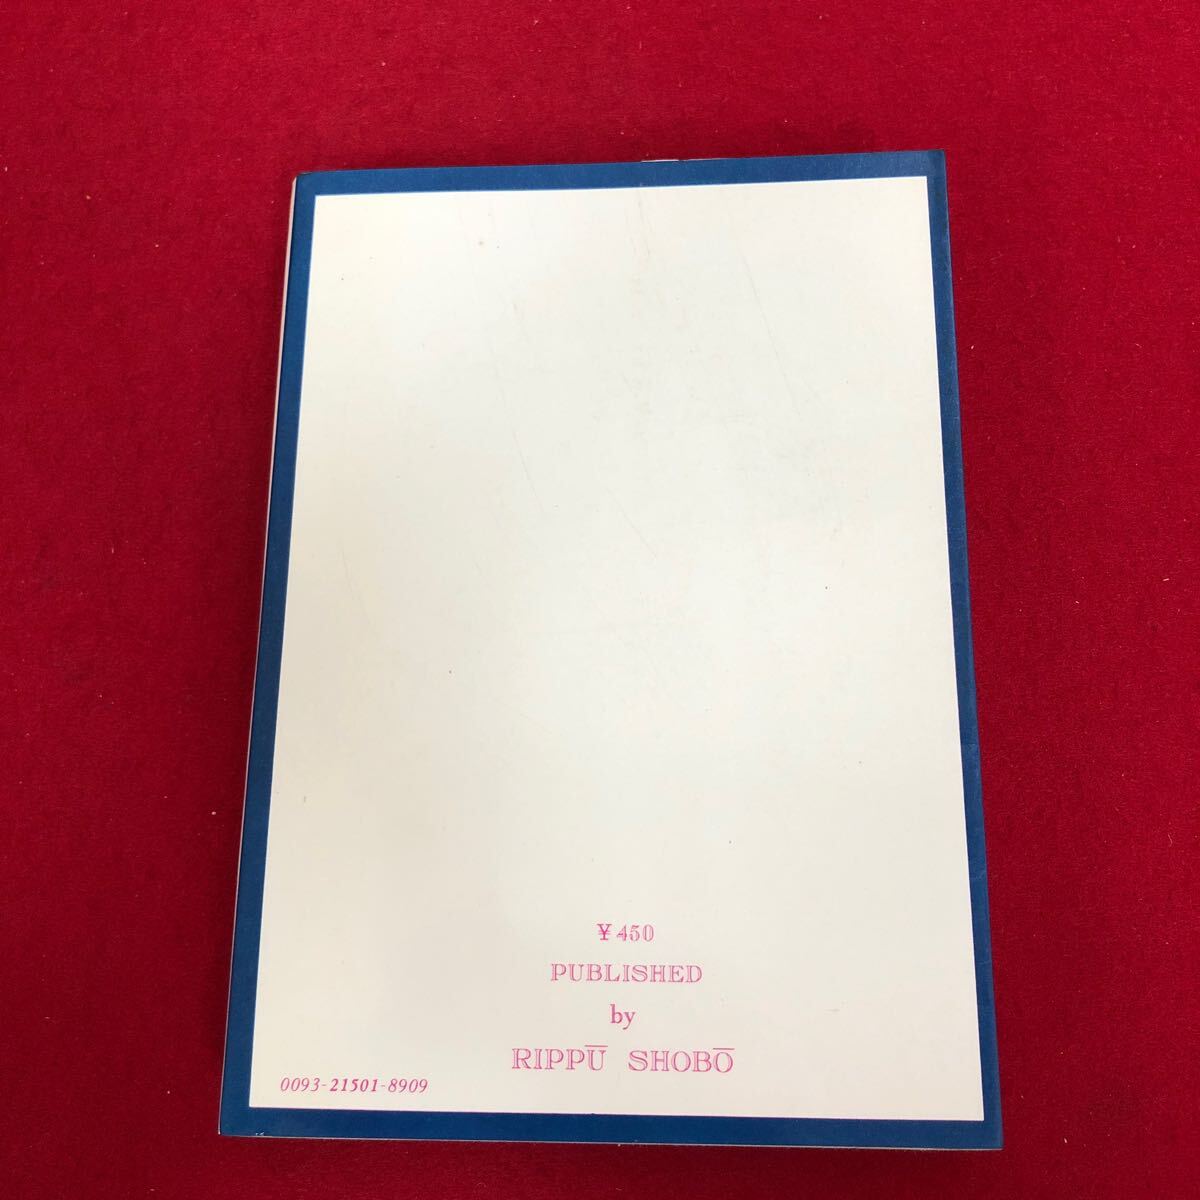 ¥450
PUBLISHED
by
RIPPŪ SHOBŌ
0093-21501-8909